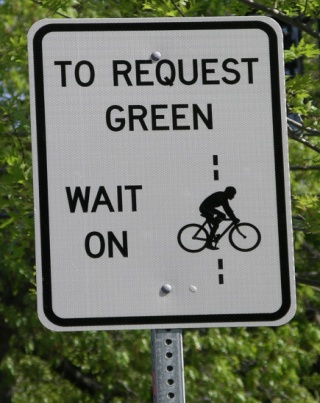 TO REQUEST
GREEN
WAIT
ON